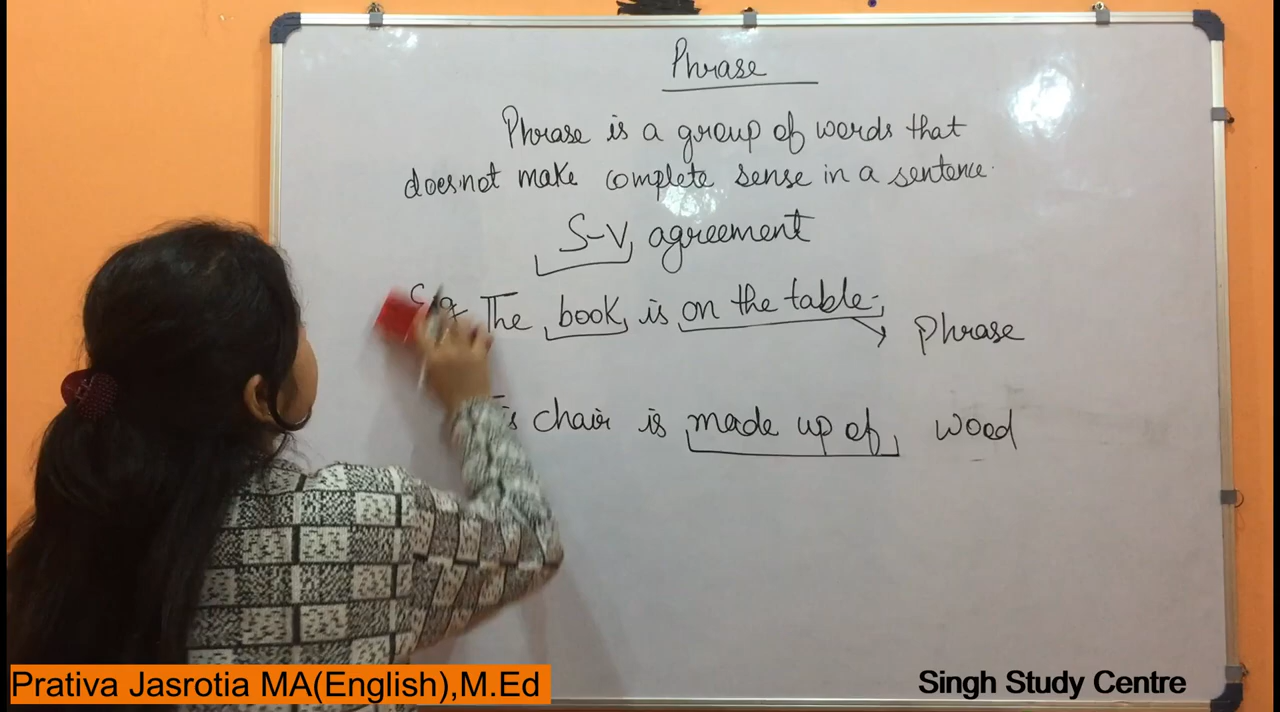 Phrase
Phrase is a group of words that
does not make complete sense in a sentence.
S-V agreement
The book is on the table.
Phrase
chair is made up of wood
Prativa Jasrotia MA(English),M.Ed
Singh Study Centre